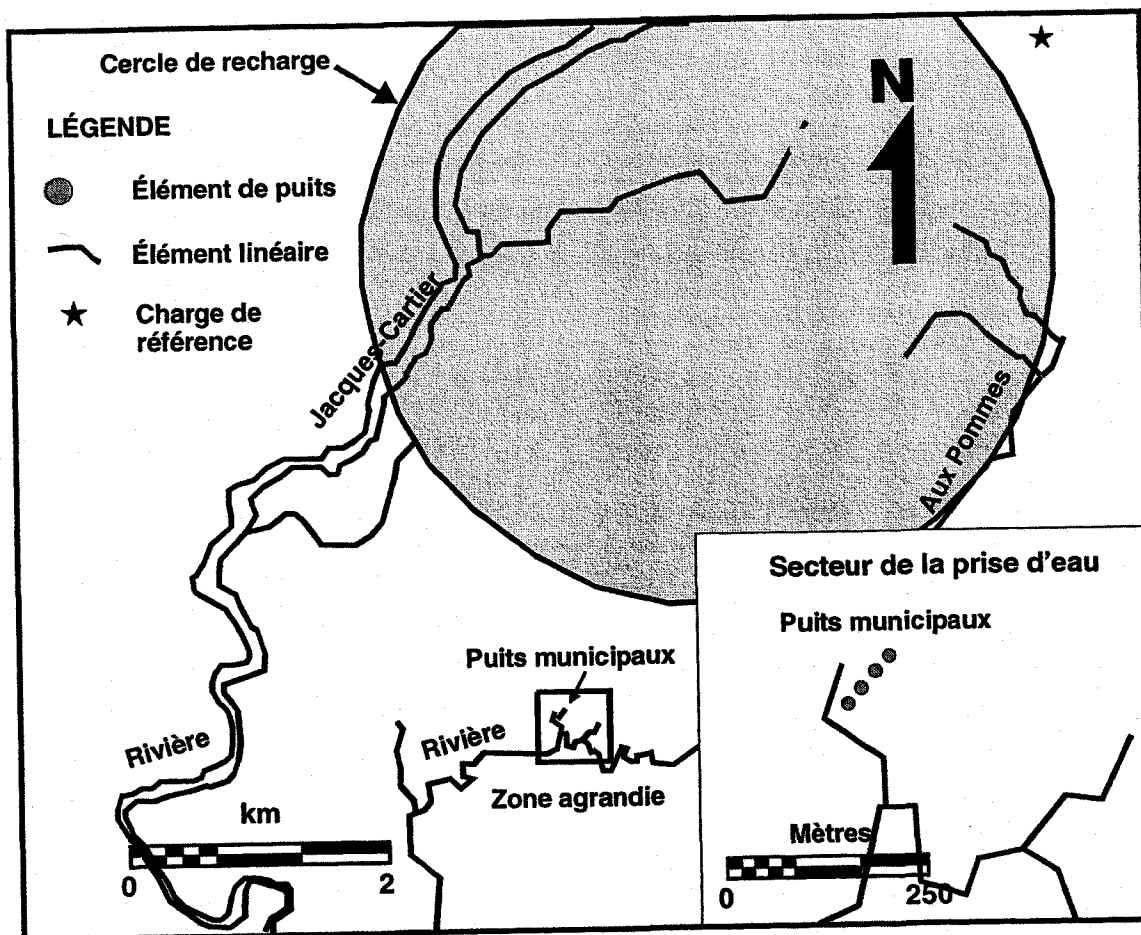 Cercle de recharge
N
LÉGENDE
Élément de puits
Élément linéaire
Charge de
référence
Jacques-Cartier
Aux Pommes
Secteur de la prise d'eau
Puits municipaux
Puits municipaux
Rivière
Rivière
Zone agrandie
km
0
2
Mètres
0
250